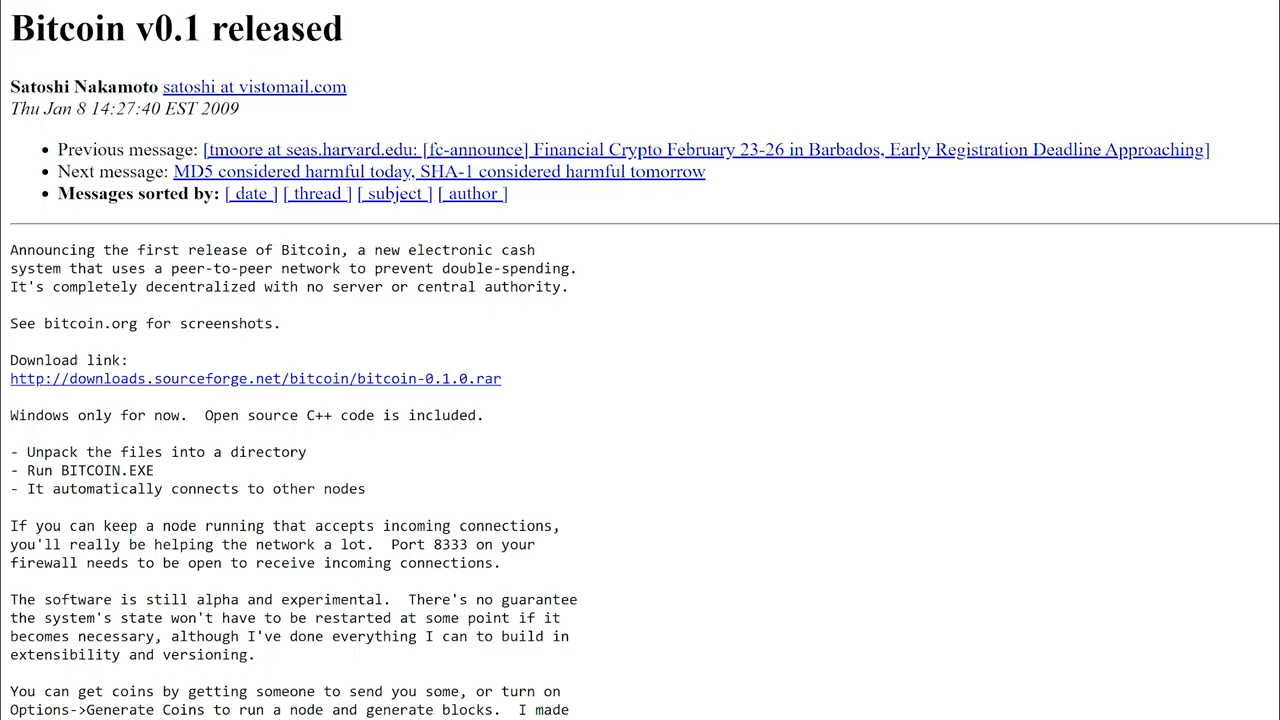 Bitcoin v0.1 released
Satoshi Nakamoto satoshi at vistomail.com
Thu Jan 8 14:27:40 EST 2009
• Previous message: [tmoore at seas.harvard.edu: [fc-announce] Financial Crypto February 23-26 in Barbados, Early Registration Deadline Approaching]
• Next message: MD5 considered harmful today, SHA-1 considered harmful tomorrow
• Messages sorted by: [ date ] [ thread ] [ subject ] [ author ]
Announcing the first release of Bitcoin, a new electronic cash
system that uses a peer-to-peer network to prevent double-spending.
It's completely decentralized with no server or central authority.
See bitcoin.org for screenshots.
Download link:
http://downloads.sourceforge.net/bitcoin/bitcoin-0.1.0.rar
Windows only for now.  Open source C++ code is included.
- Unpack the files into a directory
- Run BITCOIN.EXE
- It automatically connects to other nodes
If you can keep a node running that accepts incoming connections,
you'll really be helping the network a lot.  Port 8333 on your
firewall needs to be open to receive incoming connections.
The software is still alpha and experimental.  There's no guarantee
the system's state won't have to be restarted at some point if it
becomes necessary, although I've done everything I can to build in
extensibility and versioning.
You can get coins by getting someone to send you some, or turn on
Options->Generate Coins to run a node and generate blocks.  I made